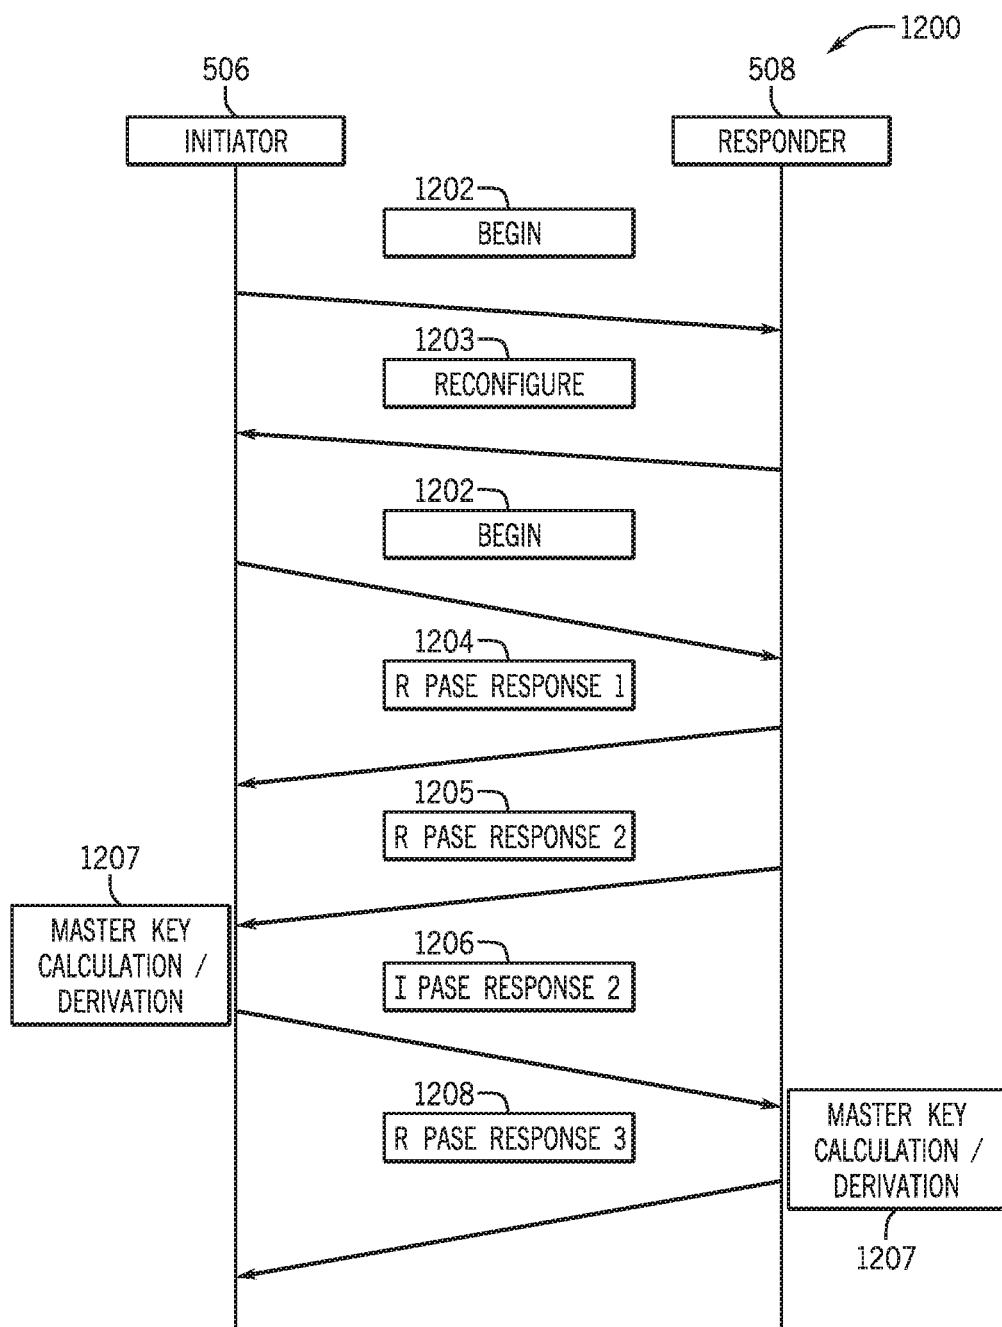 1200
506
508
INITIATOR
RESPONDER
1202
BEGIN
1203
RECONFIGURE
1202
BEGIN
1204
R PASE RESPONSE 1
1205
R PASE RESPONSE 2
1207
MASTER KEY
CALCULATION /
DERIVATION
1206
I PASE RESPONSE 2
1208
R PASE RESPONSE 3
MASTER KEY
CALCULATION /
DERIVATION
1207